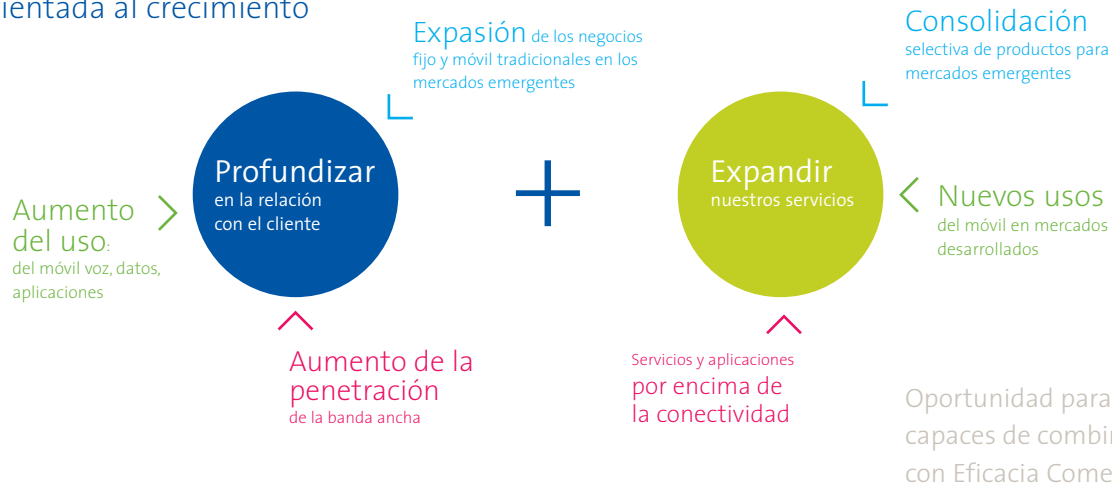 ientada al crecimiento
Expasión de los negocios
fijo y móvil tradicionales en los
mercados emergentes
Profundizar
en la relación
con el cliente
Aumento
del uso:
del móvil voz, datos,
aplicaciones
Aumento de la
penetración
de la banda ancha
Consolidación
selectiva de productos para
mercados emergentes
Expandir
nuestros servicios
Nuevos usos
del móvil en mercados
desarrollados
Servicios y aplicaciones
por encima de
la conectividad
Oportunidad para
capaces de combi
con Eficacia Come